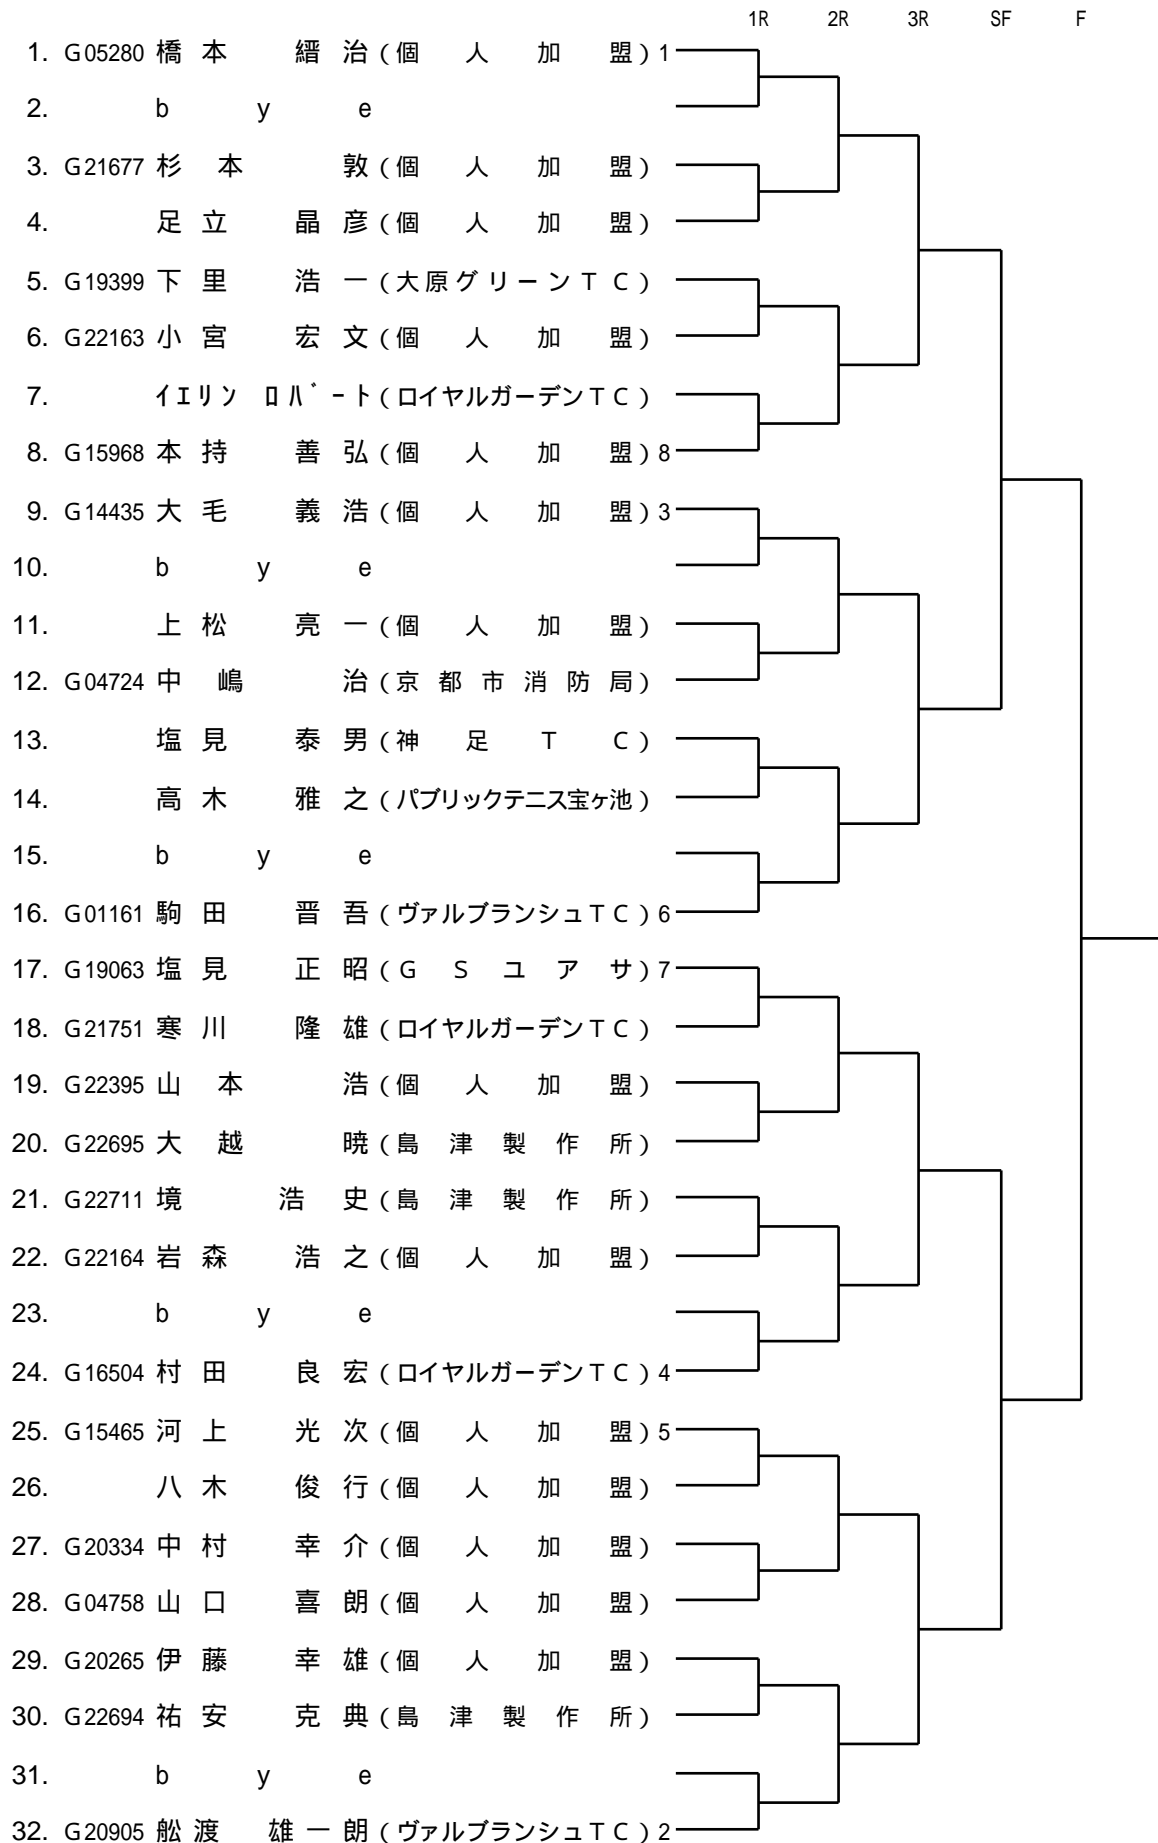 1R 2R 3R SF F
1. G05280 橋本 縉治 (個人加盟) 1
2. bye
3. G21677 杉本 敦 (個人加盟)
4. 足立 晶彦 (個人加盟)
5. G19399 下里 浩一 (大原グリーンTC)
6. G22163 小宮 宏文 (個人加盟)
7. イエリン ロバート (ロイヤルガーデンTC)
8. G15968 本持 善弘 (個人加盟) 8
9. G14435 大毛 義浩 (個人加盟) 3
10. bye
11. 上松 亮一 (個人加盟)
12. G04724 中嶋 治 (京都市消防局)
13. 塩見 泰男 (神足TC)
14. 高木 雅之 (パブリックテニス宝ヶ池)
15. bye
16. G01161 駒田 晋吾 (ヴァルブランシュTC) 6
17. G19063 塩見 正昭 (GSユアサ) 7
18. G21751 寒川 隆雄 (ロイヤルガーデンTC)
19. G22395 山本 浩 (個人加盟)
20. G22695 大越 暁 (島津製作所)
21. G22711 境 浩史 (島津製作所)
22. G22164 岩森 浩之 (個人加盟)
23. bye
24. G16504 村田 良宏 (ロイヤルガーデンTC) 4
25. G15465 河上 光次 (個人加盟) 5
26. 八木 俊行 (個人加盟)
27. G20334 中村 幸介 (個人加盟)
28. G04758 山口 喜朗 (個人加盟)
29. G20265 伊藤 幸雄 (個人加盟)
30. G22694 祐安 克典 (島津製作所)
31. bye
32. G20905 舩渡 雄一朗 (ヴァルブランシュTC) 2